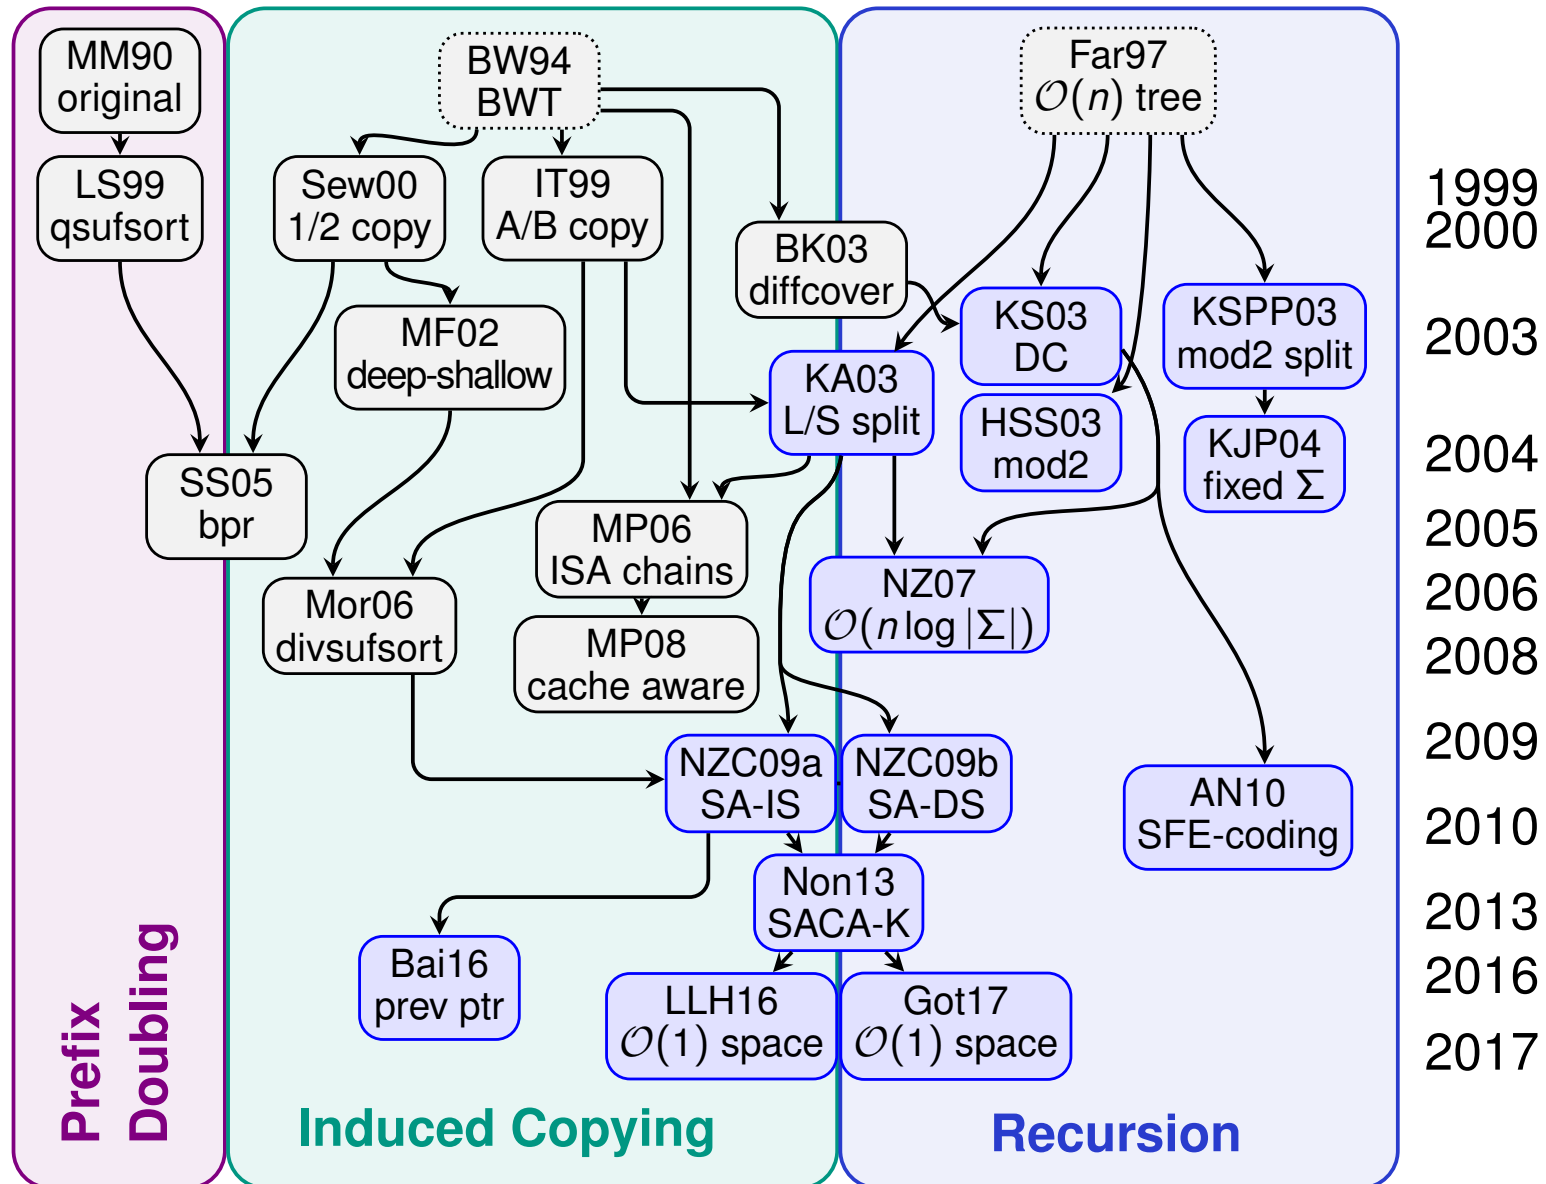 MM90
original
BW94
BWT
Far97
𝒪(n) tree
LS99
qsufsort
Sew00
1/2 copy
IT99
A/B copy
1999
2000
BK03
diffcover
MF02
deep-shallow
KS03
DC
KSPP03
mod2 split
2003
KA03
L/S split
HSS03
mod2
KJP04
fixed Σ
2004
SS05
bpr
MP06
ISA chains
2005
Mor06
divsufsort
NZ07
𝒪(n log |Σ|)
2006
MP08
cache aware
2008
NZC09a
SA-IS
NZC09b
SA-DS
2009
AN10
SFE-coding
2010
Non13
SACA-K
2013
Bai16
prev ptr
LLH16
𝒪(1) space
Got17
𝒪(1) space
2016
2017
Prefix
Doubling
Induced Copying
Recursion